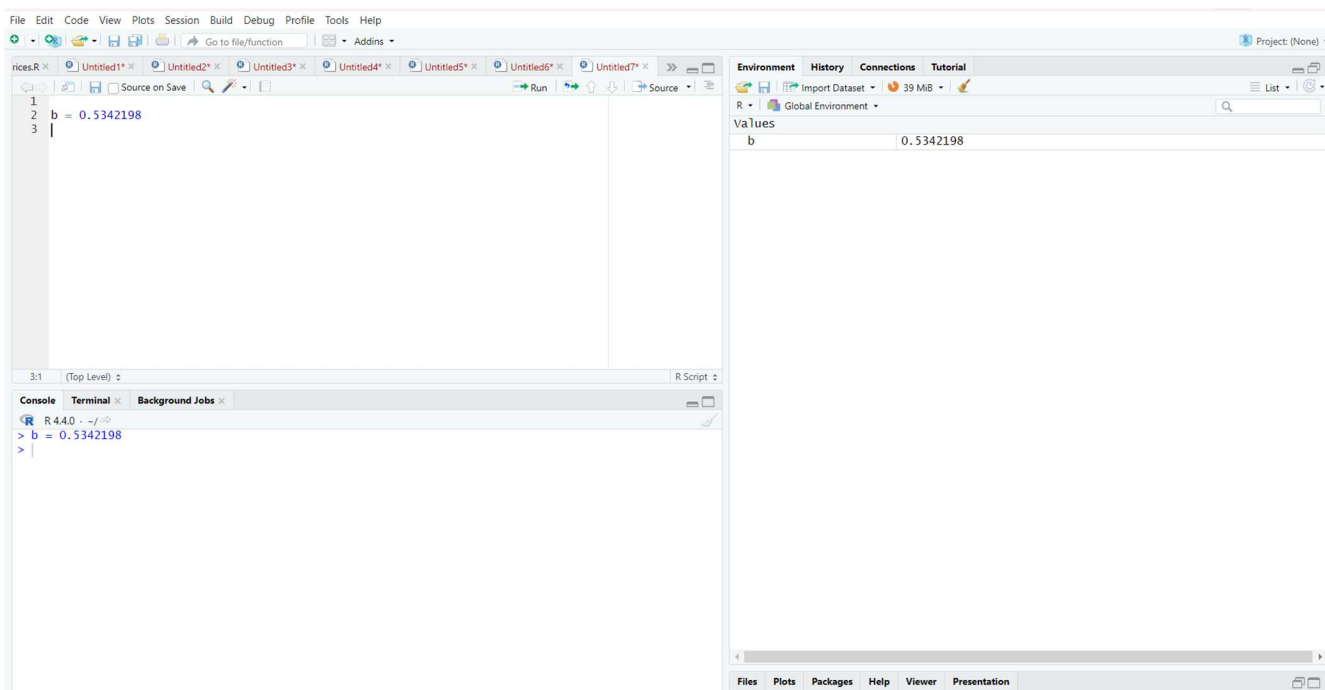 File Edit Code View Plots Session Build Debug Profile Tools Help
Go to file/function Addins Project: (None)
rices.R Untitled1* Untitled2* Untitled3* Untitled4* Untitled5* Untitled6* Untitled7*
Source on Save Run Source
1
2 b = 0.5342198
3
3:1 (Top Level) R Script
Console Terminal Background Jobs
R 4.4.0 · ~/
> b = 0.5342198
>
Environment History Connections Tutorial
Import Dataset 39 MiB List
R Global Environment
Values
b 0.5342198
Files Plots Packages Help Viewer Presentation